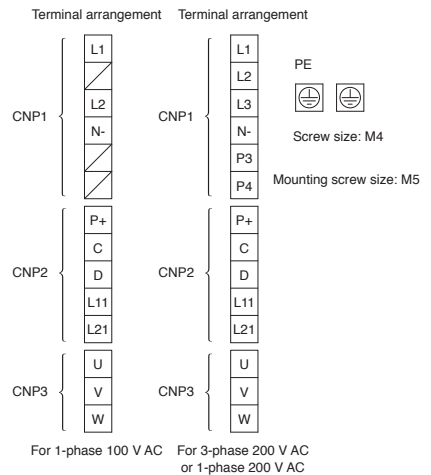 Terminal arrangement
L1
L2
N-
CNP1
P+
C
D
L11
L21
CNP2
U
V
W
CNP3
For 1-phase 100 V AC
Terminal arrangement
L1
L2
L3
N-
P3
P4
CNP1
P+
C
D
L11
L21
CNP2
U
V
W
CNP3
For 3-phase 200 V AC
or 1-phase 200 V AC
PE
Screw size: M4
Mounting screw size: M5